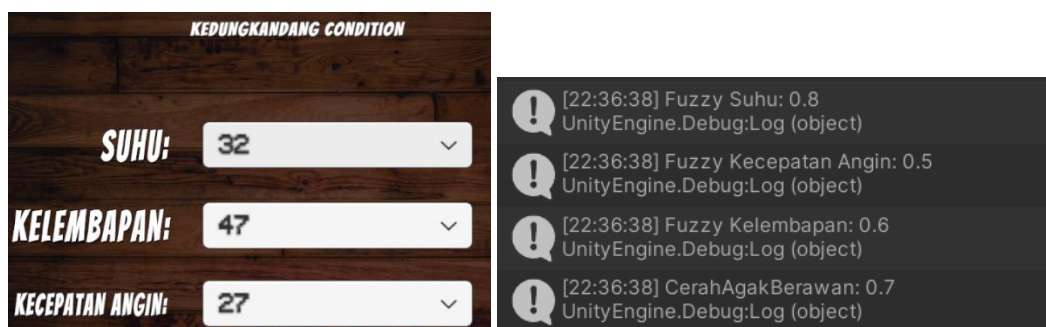 KEDUNGKANDANG CONDITION
SUHU: 32
KELEMBAPAN: 47
KECEPATAN ANGIN: 27
[22:36:38] Fuzzy Suhu: 0.8
UnityEngine.Debug:Log (object)
[22:36:38] Fuzzy Kecepatan Angin: 0.5
UnityEngine.Debug:Log (object)
[22:36:38] Fuzzy Kelembapan: 0.6
UnityEngine.Debug:Log (object)
[22:36:38] CerahAgakBerawan: 0.7
UnityEngine.Debug:Log (object)